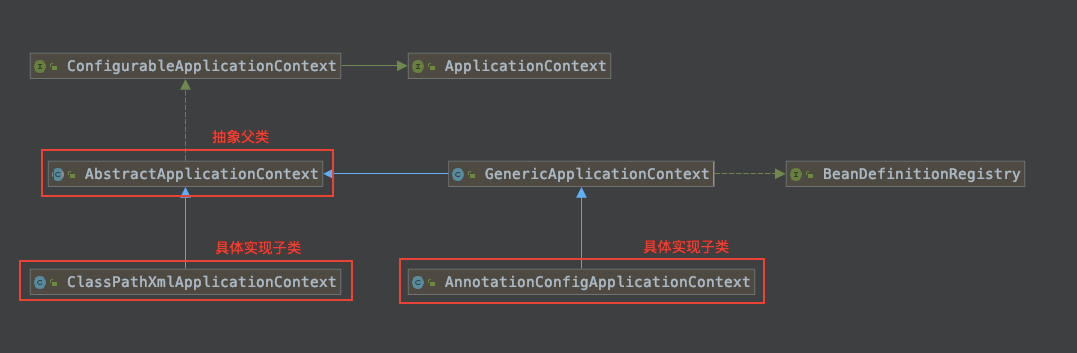 ConfigurableApplicationContext
ApplicationContext
抽象父类
AbstractApplicationContext
GenericApplicationContext
BeanDefinitionRegistry
具体实现子类
具体实现子类
ClassPathXmlApplicationContext
AnnotationConfigApplicationContext